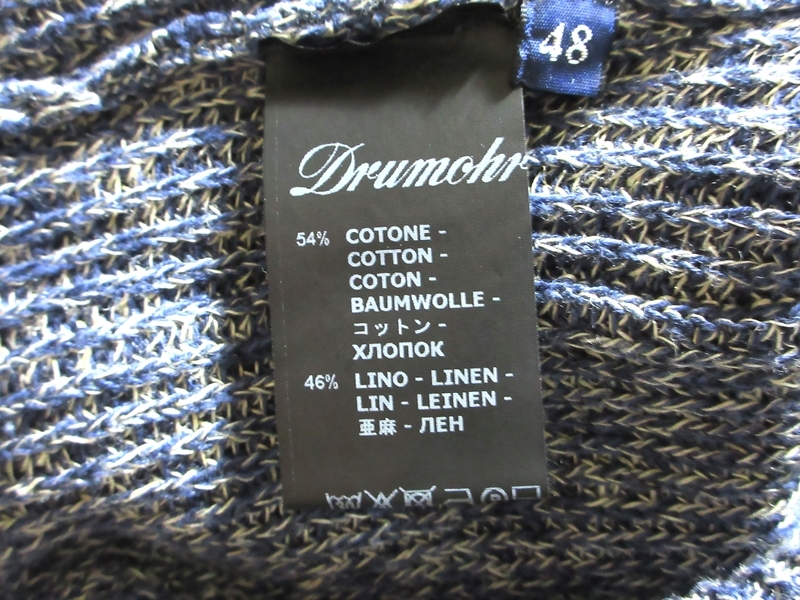 48
Drumohr
54% COTONE -
COTTON -
COTON -
BAUMWOLLE -
コットン -
ХЛОПОК
46% LINO - LINEN -
LIN - LEINEN -
亜麻 - ЛЕН
P